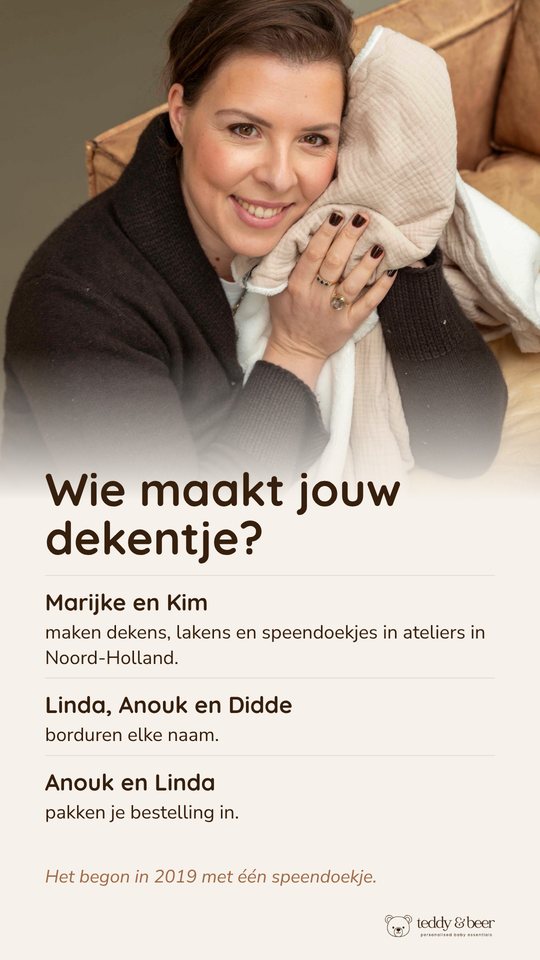 Wie maakt jouw
dekentje?
Marijke en Kim
maken dekens, lakens en speendoekjes in ateliers in
Noord-Holland.
Linda, Anouk en Didde
borduren elke naam.
Anouk en Linda
pakken je bestelling in.
Het begon in 2019 met één speendoekje.
teddy & beer
personalised baby essentials